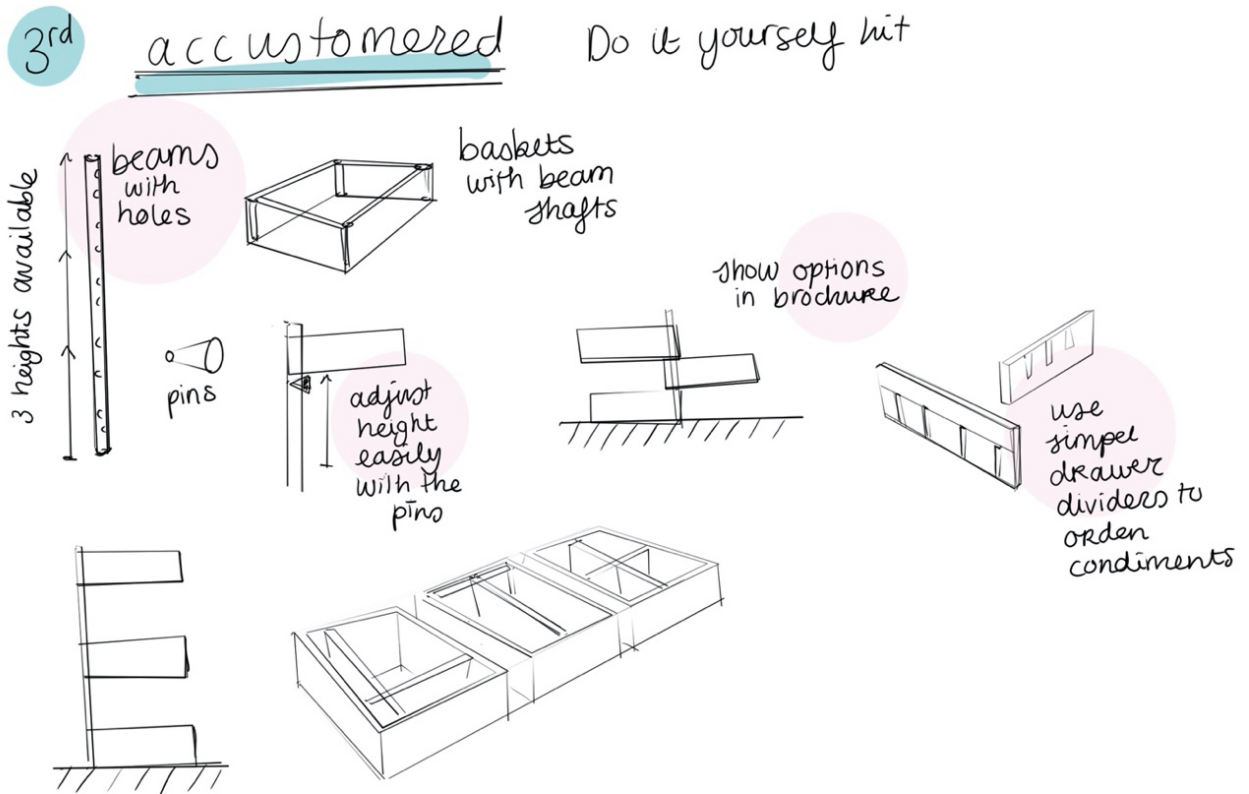 3rd
accustomered
Do it yourself kit
3 heights available
beams
with
holes
baskets
with beam
shafts
pins
adjust
height
easily
with the
pins
show options
in brochure
use
simpel
drawer
dividers to
orden
condiments